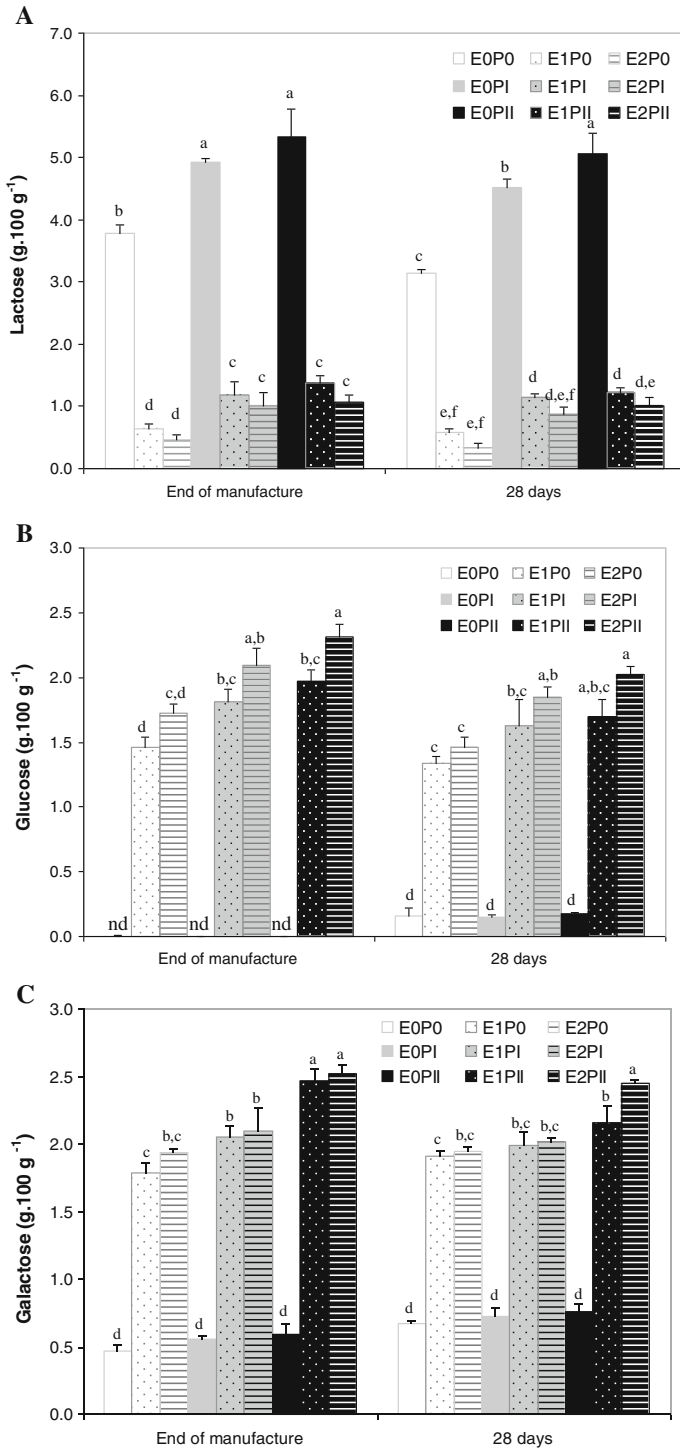 A
7.0
6.0
5.0
4.0
3.0
2.0
1.0
0.0
Lactose (g.100 g⁻¹)
E0P0 E1P0 E2P0
E0PI E1PI E2PI
E0PII E1PII E2PII
b d d a c c a c c
c e,f e,f b d d,e,f a d d,e
End of manufacture 28 days
B
3.0
2.5
2.0
1.5
1.0
0.5
0.0
Glucose (g.100 g⁻¹)
E0P0 E1P0 E2P0
E0PI E1PI E2PI
E0PII E1PII E2PII
nd d c,d nd b,c a,b nd b,c a
d c c d b,c a,b d a,b,c a
End of manufacture 28 days
C
3.0
2.5
2.0
1.5
1.0
0.5
0.0
Galactose (g.100 g⁻¹)
E0P0 E1P0 E2P0
E0PI E1PI E2PI
E0PII E1PII E2PII
d c b,c d b b d a a
d c b,c d b,c b,c d b a
End of manufacture 28 days